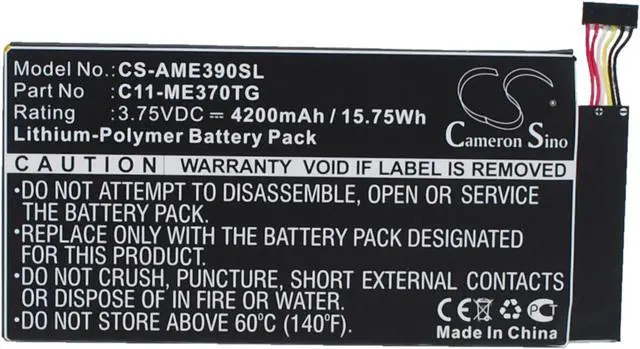 Model No.: CS-AME390SL
Part No : C11-ME370TG
Rating : 3.75VDC ⎓ 4200mAh / 15.75Wh
Lithium-Polymer Battery Pack
Cameron Sino
CAUTION WARRANTY VOID IF LABEL IS REMOVED
•DO NOT ATTEMPT TO DISASSEMBLE, OPEN OR SERVICE
THE BATTERY PACK.
•REPLACE ONLY WITH THE BATTERY PACK DESIGNATED
FOR YOUR EQUIPMENT.
•DO NOT CRUSH, PUNCTURE, SHORT EXTERNAL CONTACTS
OR DISPOSE OF IN FIRE OR WATER.
•DO NOT STORE ABOVE 60°C (140°F).
CE
Made In China